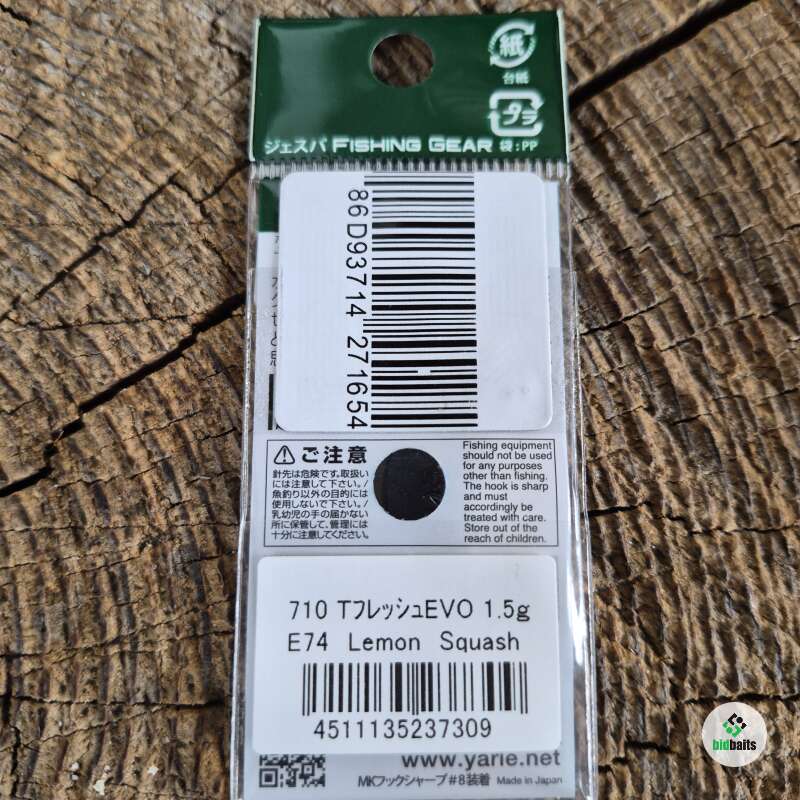 紙
台紙
プラ
ジェスパ FISHING GEAR 袋:PP
86D93714 271654
ご注意
針先は危険です。取扱い
には注意して下さい。/
魚釣り以外の目的には
使用しないで下さい。/
乳幼児の手の届かない
所に保管して、管理には
十分に注意してください。
Fishing equipment
should not be used
for any purposes
other than fishing.
The hook is sharp
and must
accordingly be
treated with care.
Store out of the
reach of children.
710 TフレッシュEVO 1.5g
E74 Lemon Squash
4511135237309
www.yarie.net
MKフックシャープ#8装着 Made in Japan
bidbaits